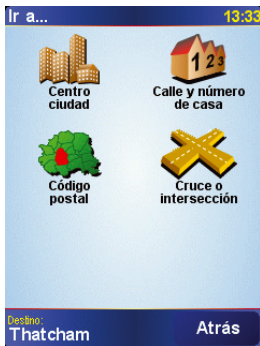 Ir a... 13:33
Centro
ciudad
Calle y número
de casa
123
Código
postal
Cruce o
intersección
Destino:
Thatcham
Atrás